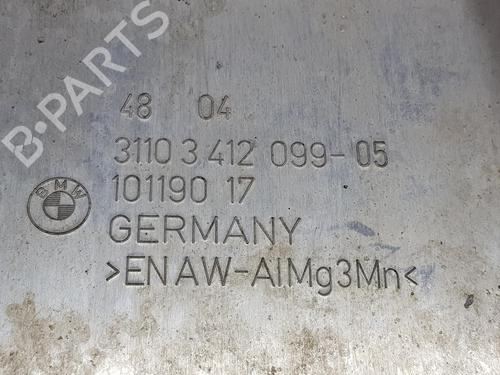 B-PARTS
48 04
3110 3 412 099-05
101190 17
BMW
GERMANY
>EN AW-AlMg3Mn<